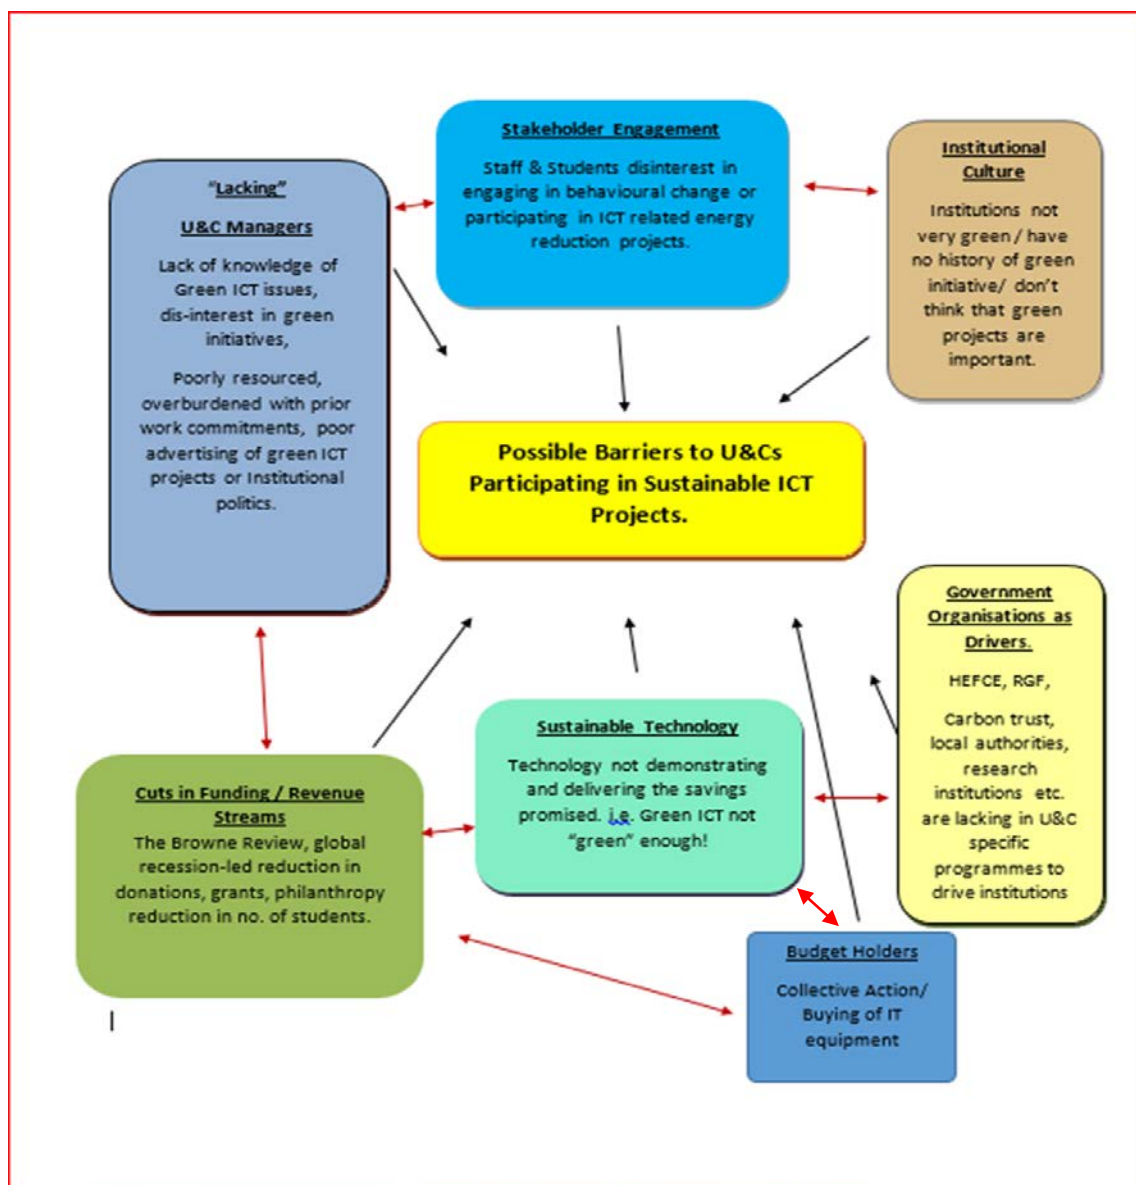 Stakeholder Engagement
Staff & Students disinterest in
engaging in behavioural change or
participating in ICT related energy
reduction projects.
Institutional
Culture
Institutions not
very green / have
no history of green
initiative/ don't
think that green
projects are
important.
"Lacking"
U&C Managers
Lack of knowledge of
Green ICT issues,
dis-interest in green
initiatives,
Poorly resourced,
overburdened with prior
work commitments, poor
advertising of green ICT
projects or Institutional
politics.
Possible Barriers to U&Cs
Participating in Sustainable ICT
Projects.
Government
Organisations as
Drivers.
HEFCE, RGF,
Carbon trust,
local authorities,
research
institutions etc.
are lacking in U&C
specific
programmes to
drive institutions
Sustainable Technology
Technology not demonstrating
and delivering the savings
promised. i.e. Green ICT not
"green" enough!
Cuts in Funding / Revenue
Streams
The Browne Review, global
recession-led reduction in
donations, grants, philanthropy
reduction in no. of students.
Budget Holders
Collective Action/
Buying of IT
equipment